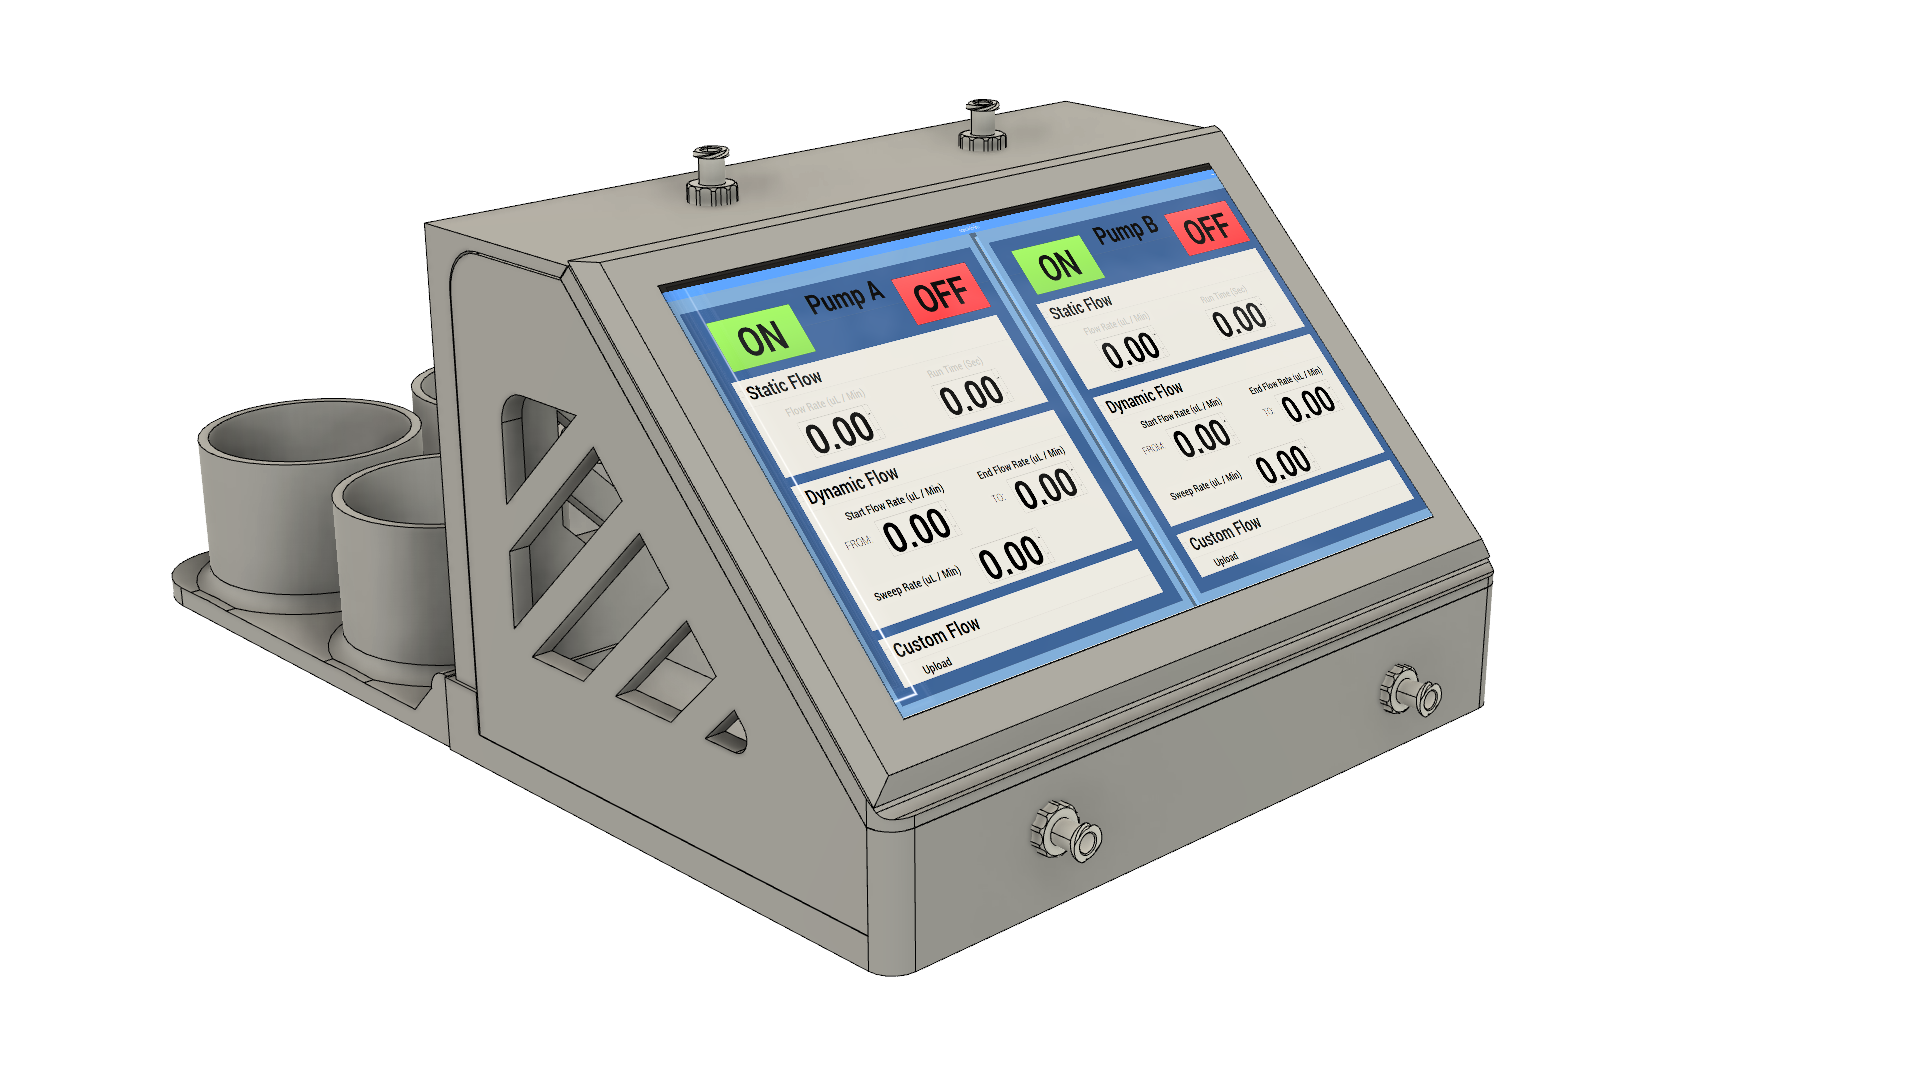 Pump A
ON
OFF
Static Flow
Flow Rate (uL / Min)
Run Time (Sec)
0.00
0.00
Dynamic Flow
Start Flow Rate (uL / Min)
End Flow Rate (uL / Min)
FROM
0.00
TO:
0.00
Sweep Rate (uL / Min)
0.00
Custom Flow
Upload
Pump B
ON
OFF
Static Flow
Flow Rate (uL / Min)
Run Time (Sec)
0.00
0.00
Dynamic Flow
Start Flow Rate (uL / Min)
End Flow Rate (uL / Min)
FROM
0.00
TO:
0.00
Sweep Rate (uL / Min)
0.00
Custom Flow
Upload